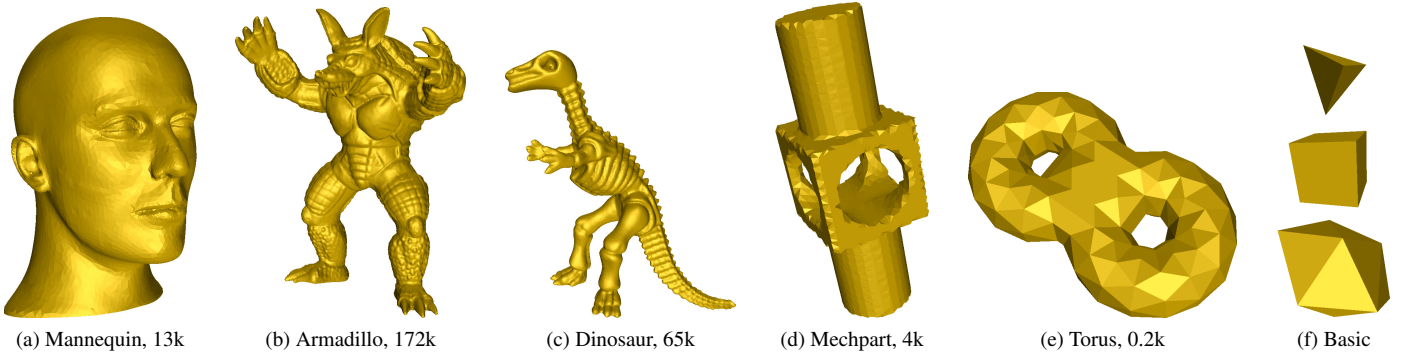 (a) Mannequin, 13k
(b) Armadillo, 172k
(c) Dinosaur, 65k
(d) Mechpart, 4k
(e) Torus, 0.2k
(f) Basic